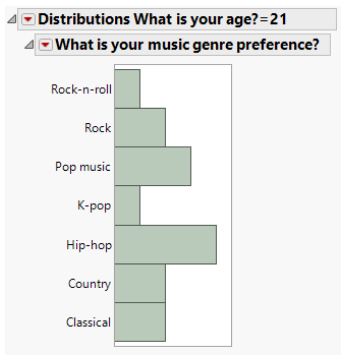 Distributions What is your age?=21
What is your music genre preference?
Rock-n-roll
Rock
Pop music
K-pop
Hip-hop
Country
Classical